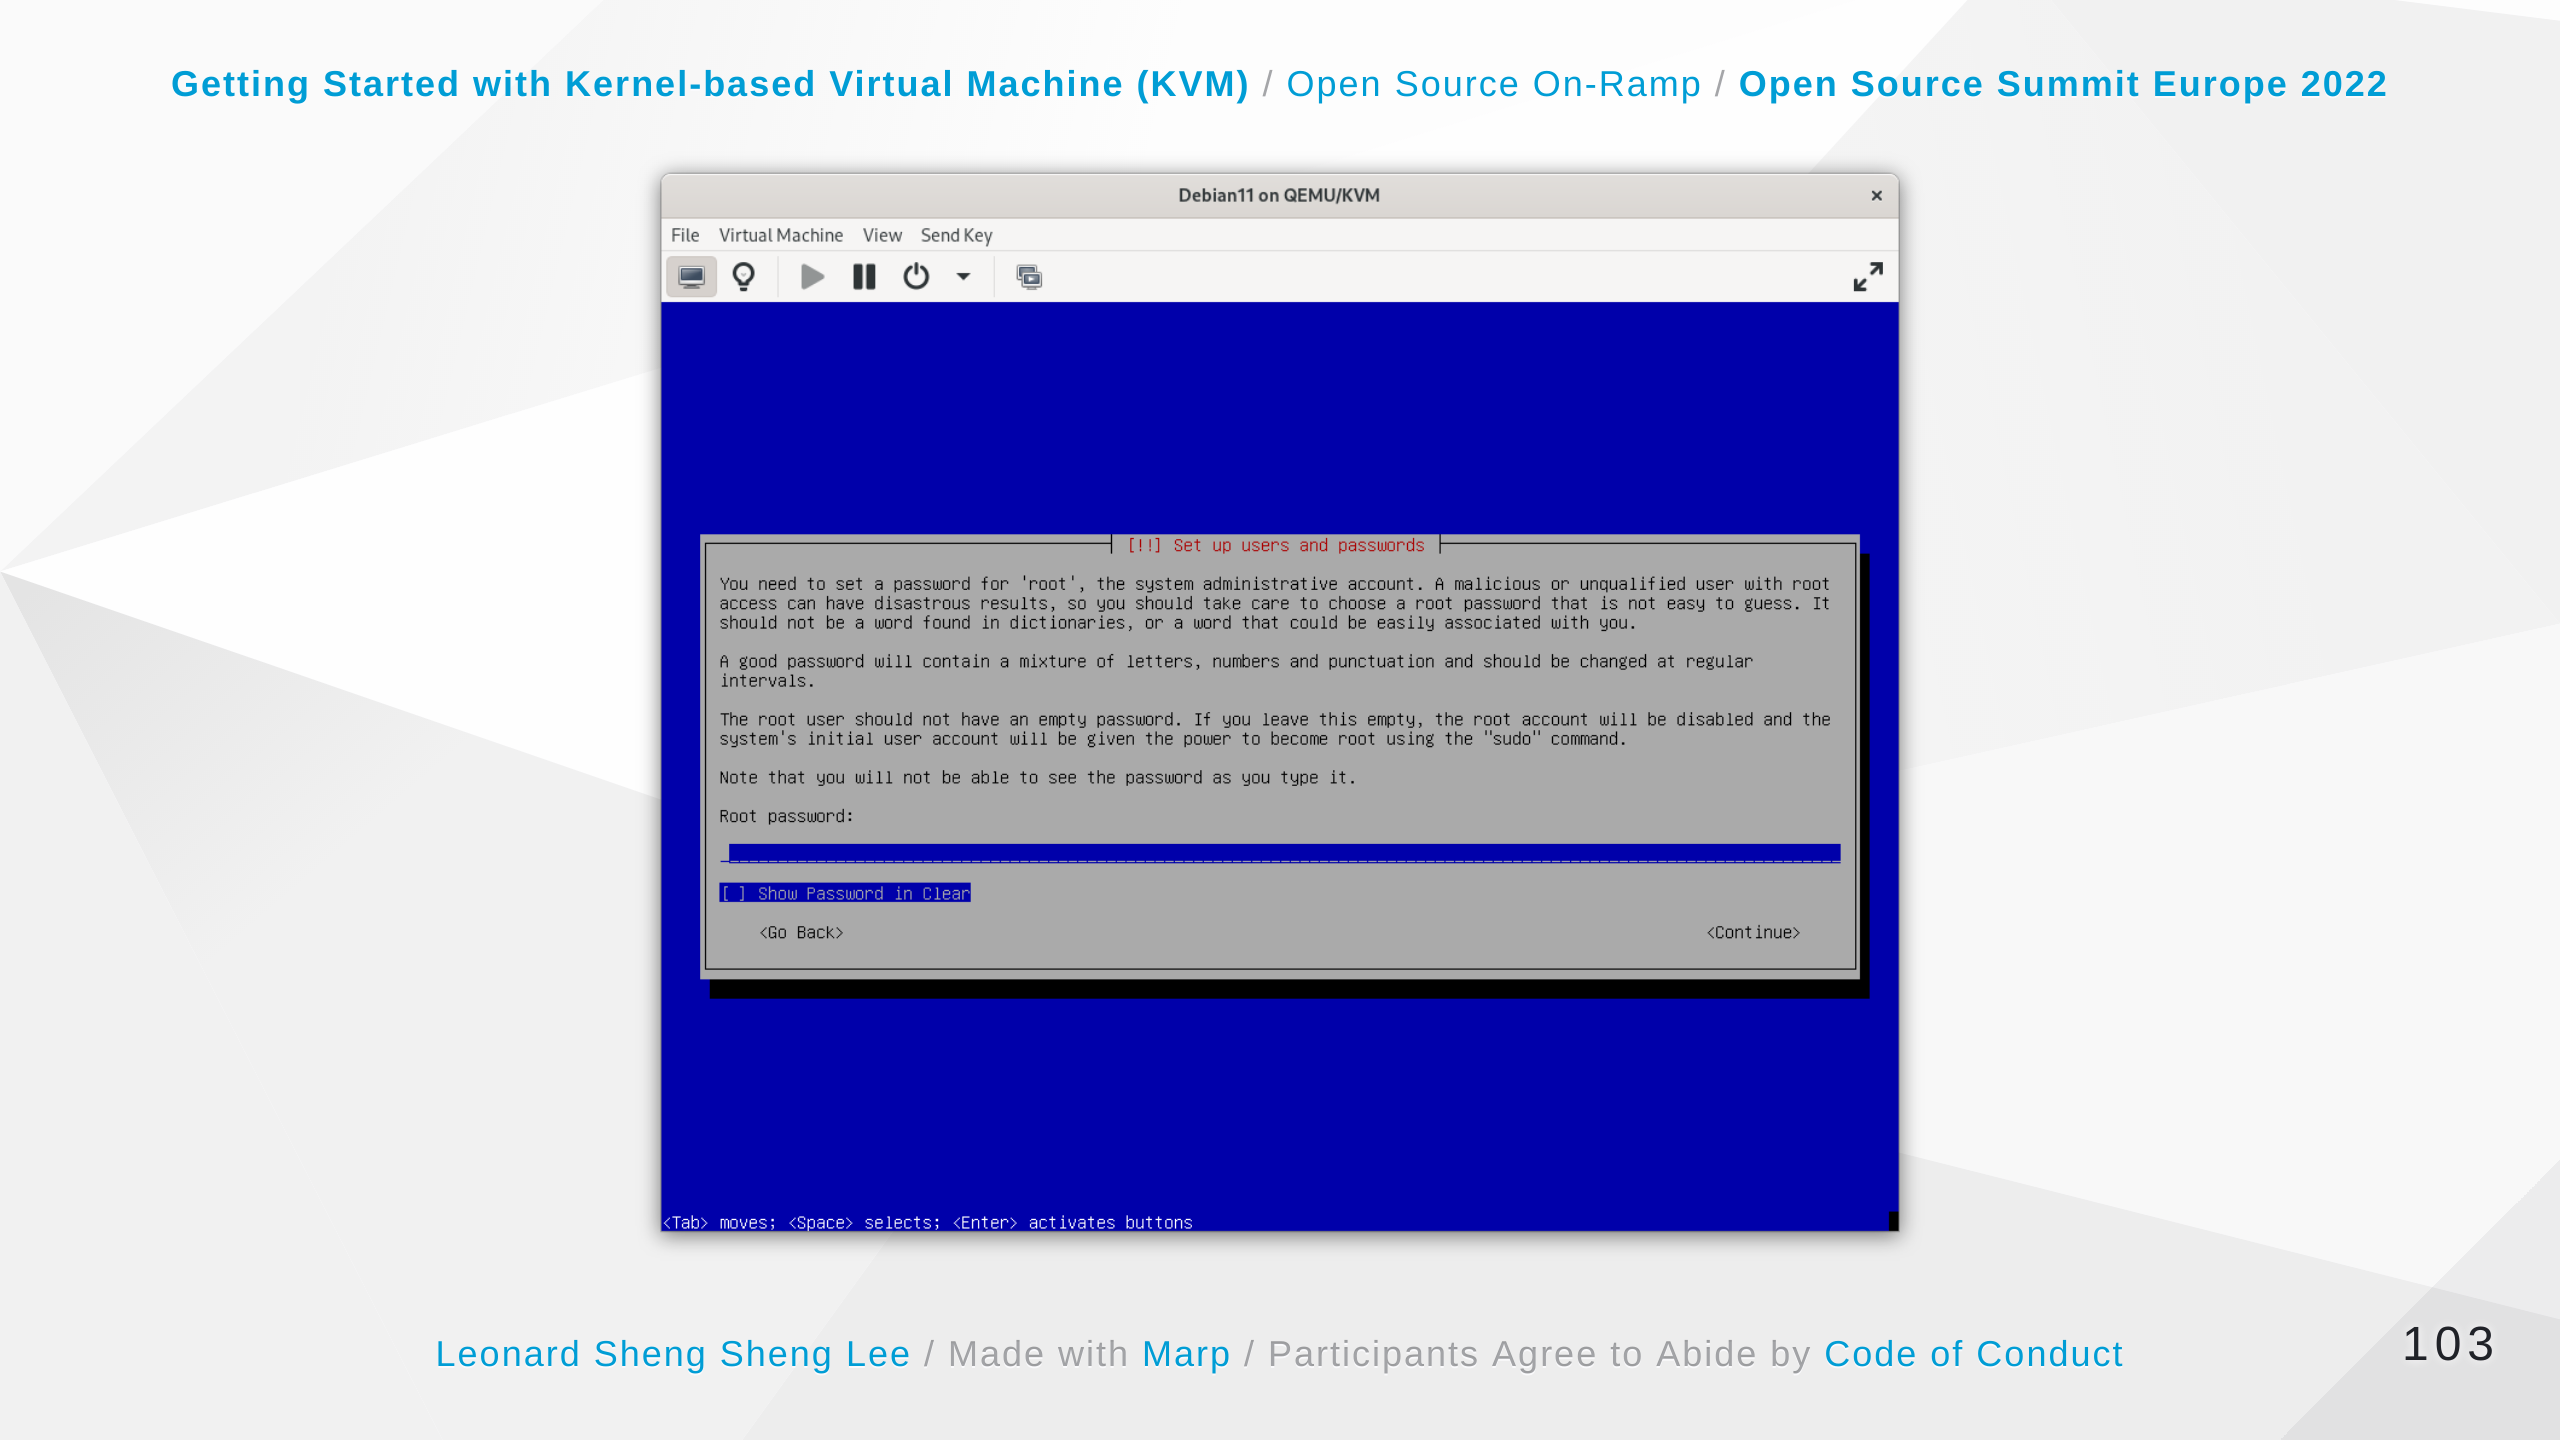 Getting Started with Kernel-based Virtual Machine (KVM) / Open Source On-Ramp / Open Source Summit Europe 2022
Debian11 on QEMU/KVM
File Virtual Machine View Send Key
[!!] Set up users and passwords
You need to set a password for 'root', the system administrative account. A malicious or unqualified user with root
access can have disastrous results, so you should take care to choose a root password that is not easy to guess. It
should not be a word found in dictionaries, or a word that could be easily associated with you.
A good password will contain a mixture of letters, numbers and punctuation and should be changed at regular
intervals.
The root user should not have an empty password. If you leave this empty, the root account will be disabled and the
system's initial user account will be given the power to become root using the "sudo" command.
Note that you will not be able to see the password as you type it.
Root password:
[ ] Show Password in Clear
<Go Back> <Continue>
<Tab> moves; <Space> selects; <Enter> activates buttons
Leonard Sheng Sheng Lee / Made with Marp / Participants Agree to Abide by Code of Conduct
103